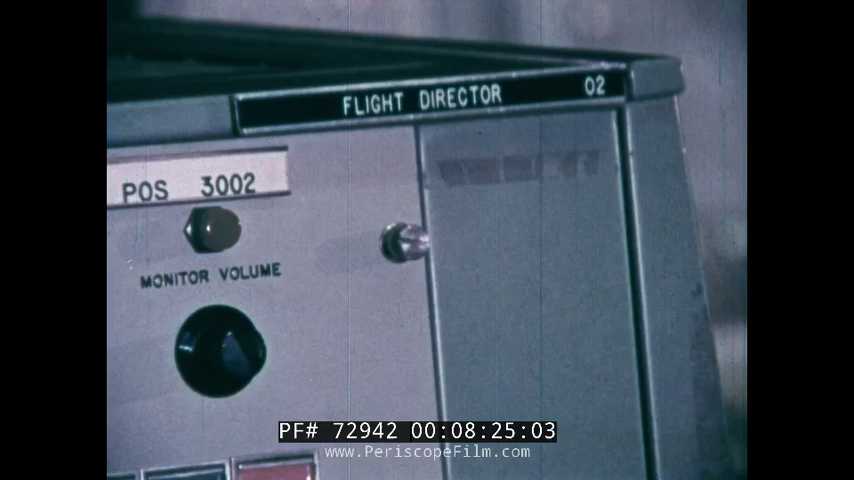 FLIGHT DIRECTOR 02
POS 3002
MONITOR VOLUME
PF# 72942 00:08:25:03
www.PeriscopeFilm.com